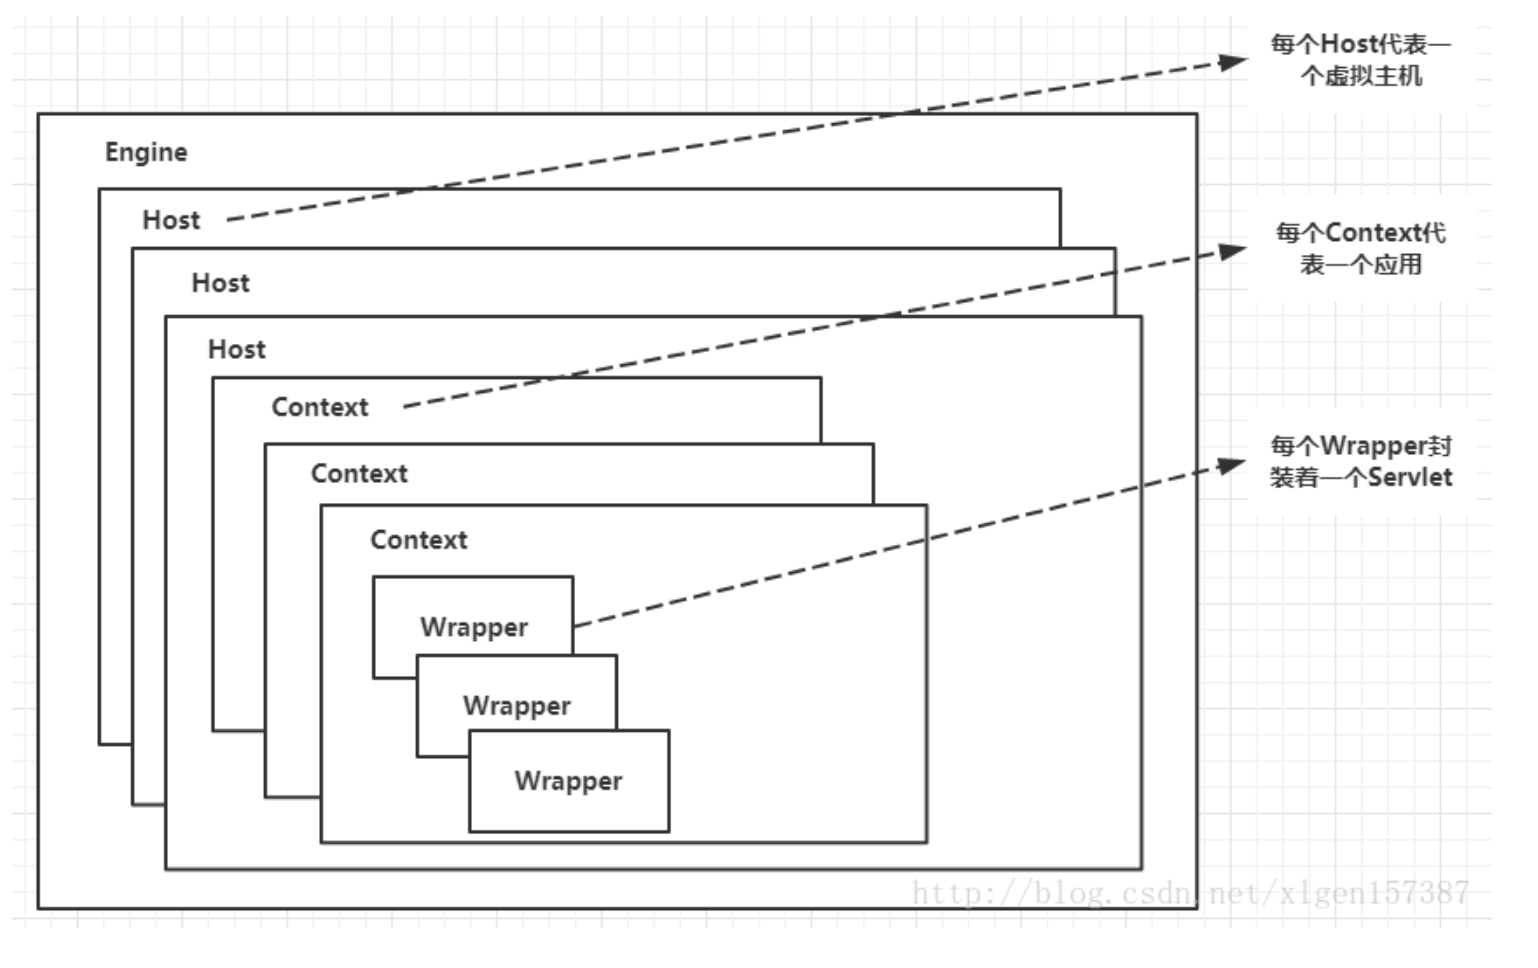 每个Host代表一
个虚拟主机
Engine
Host
每个Context代
表一个应用
Host
Host
Context
每个Wrapper封
装着一个Servlet
Context
Context
Wrapper
Wrapper
Wrapper
http://blog.csdn.net/xlgen157387